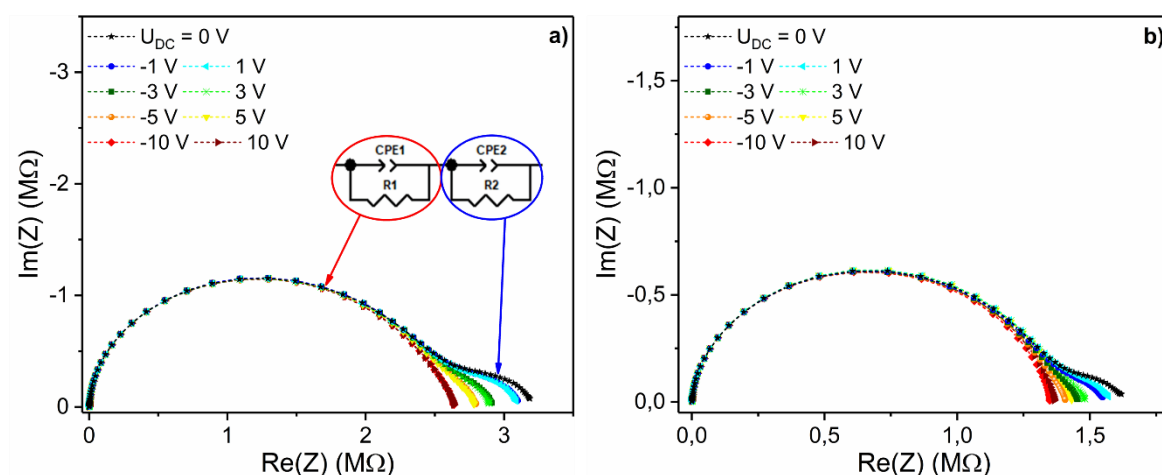 a)
U_DC = 0 V
-1 V 1 V
-3 V 3 V
-5 V 5 V
-10 V 10 V
CPE1 CPE2
R1 R2
Im(Z) (MΩ)
-3
-2
-1
0
0 1 2 3
Re(Z) (MΩ)
b)
U_DC = 0 V
-1 V 1 V
-3 V 3 V
-5 V 5 V
-10 V 10 V
Im(Z) (MΩ)
-1,5
-1,0
-0,5
0,0
0,0 0,5 1,0 1,5
Re(Z) (MΩ)